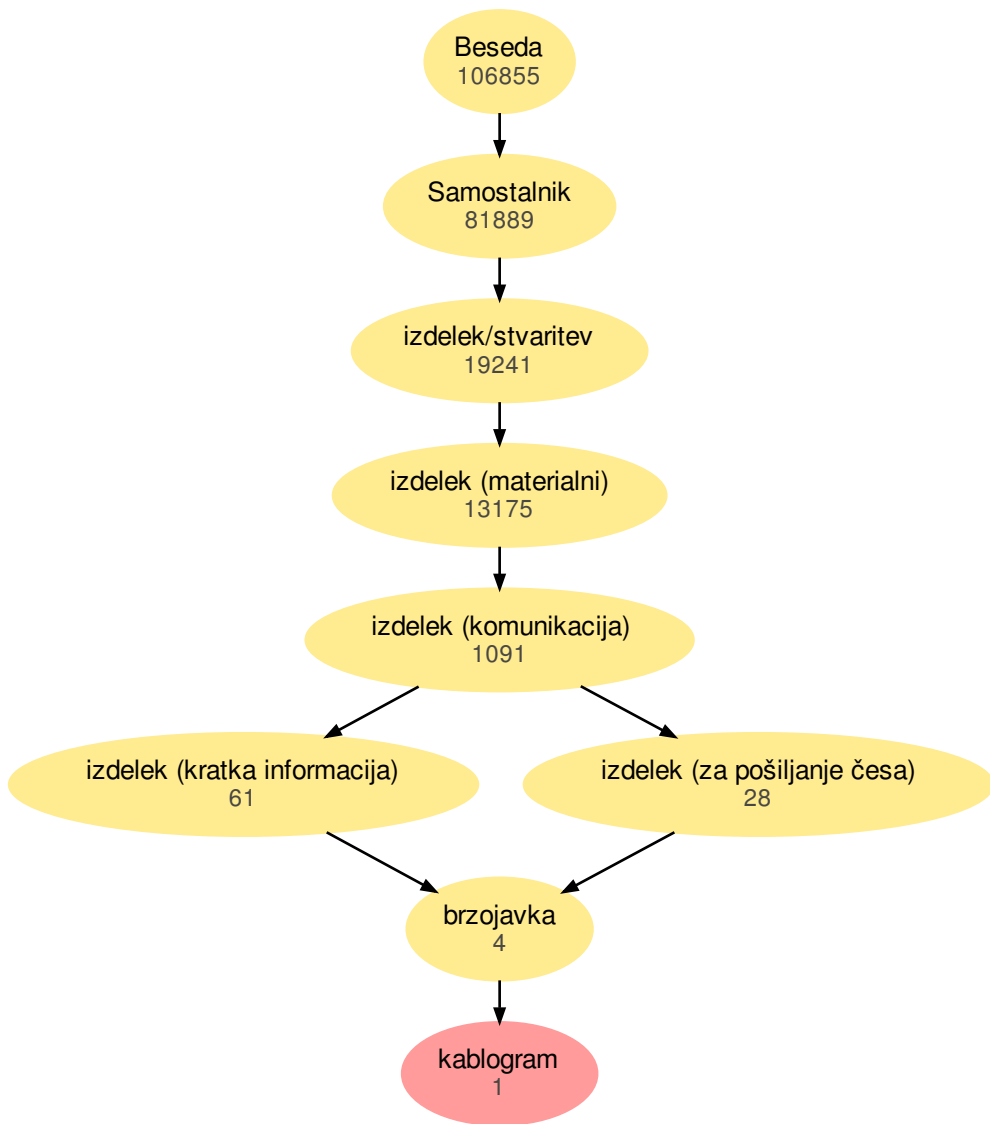 Beseda
106855
Samostalnik
81889
izdelek/stvaritev
19241
izdelek (materialni)
13175
izdelek (komunikacija)
1091
izdelek (kratka informacija)
61
izdelek (za pošiljanje česa)
28
brzojavka
4
kablogram
1